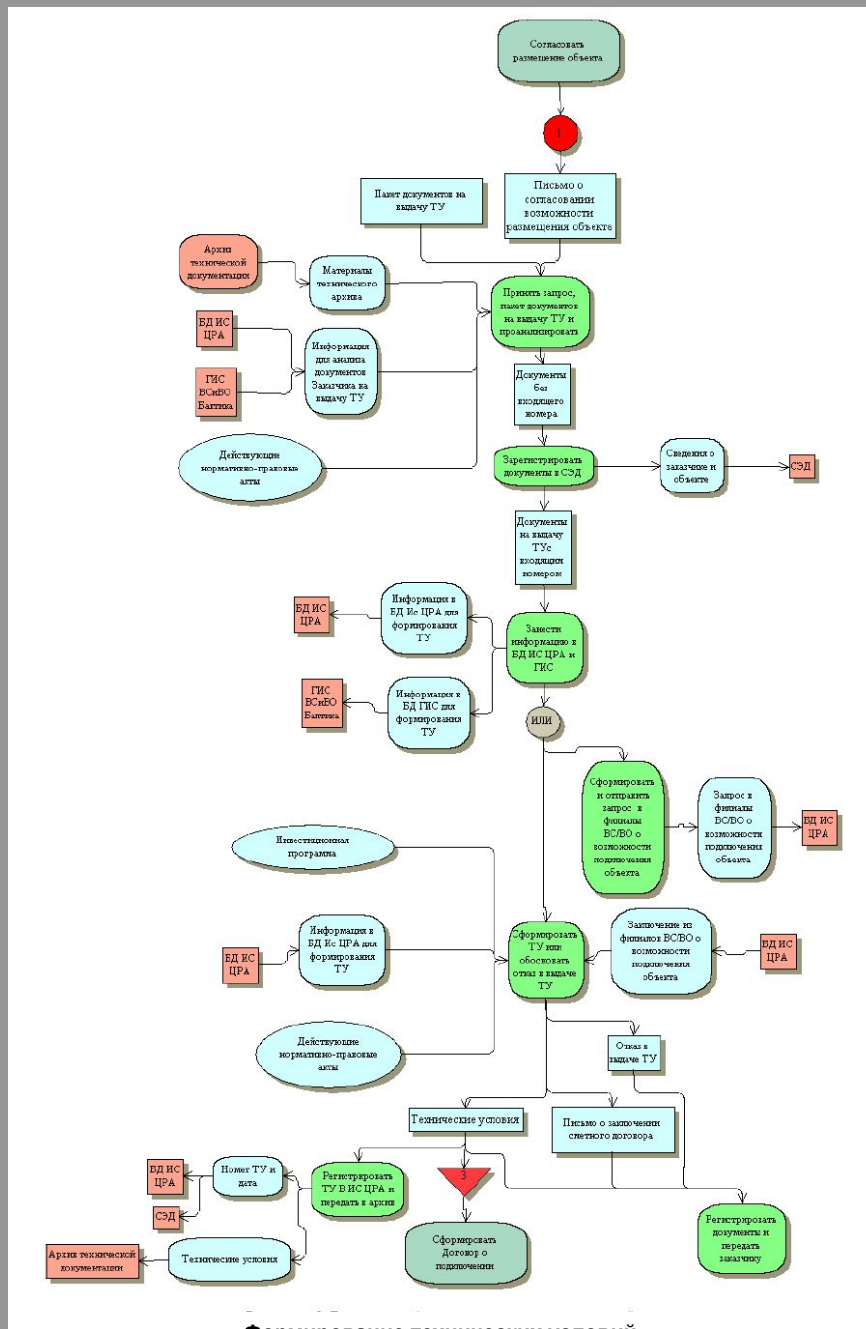 Согласовать
размещение объекта
1
Пакет документов на
выдачу ТУ
Письмо о
согласовании
возможности
размещения объекта
Архив
технической
документации
Материалы
технического
архива
БД ИС
ЦРА
ГИС
ВСиВО
Балтика
Информация
для анализа
документов
Заказчика на
выдачу ТУ
Действующие
нормативно-правовые
акты
Принять запрос,
пакет документов
на выдачу ТУ и
проанализировать
Документы
без
входящего
номера
Зарегистрировать
документы в СЭД
Сведения о
заказчике и
объекте
СЭД
Документы
на выдачу
ТУс
входящим
номером
БД ИС
ЦРА
Информация в
БД Ис ЦРА для
формирования
ТУ
Занести
информацию в
БД ИС ЦРА и
ГИС
ГИС
ВСиВО
Балтика
Информация в
БД ГИС для
формирования
ТУ
ИЛИ
Сформировать
и отправить
запрос в
филиалы
ВС/ВО о
возможности
подключения
объекта
Запрос в
филиалы
ВС/ВО о
возможности
подключения
объекта
БД ИС
ЦРА
Инвестиционная
программа
БД ИС
ЦРА
Информация в
БД Ис ЦРА для
формирования
ТУ
Сформировать
ТУ или
обосновать
отказ в выдаче
ТУ
Заключение из
филиалов ВС/ВО о
возможности
подключения
объекта
БД ИС
ЦРА
Действующие
нормативно-правовые
акты
Отказ в
выдаче ТУ
Технические условия
Письмо о заключении
сметного договора
БД ИС
ЦРА
СЭД
Номер ТУ и
дата
Регистрировать
ТУ В ИС ЦРА и
передать в архив
3
Архив технической
документации
Технические условия
Сформировать
Договор о
подключении
Регистрировать
документы и
передать
заказчику